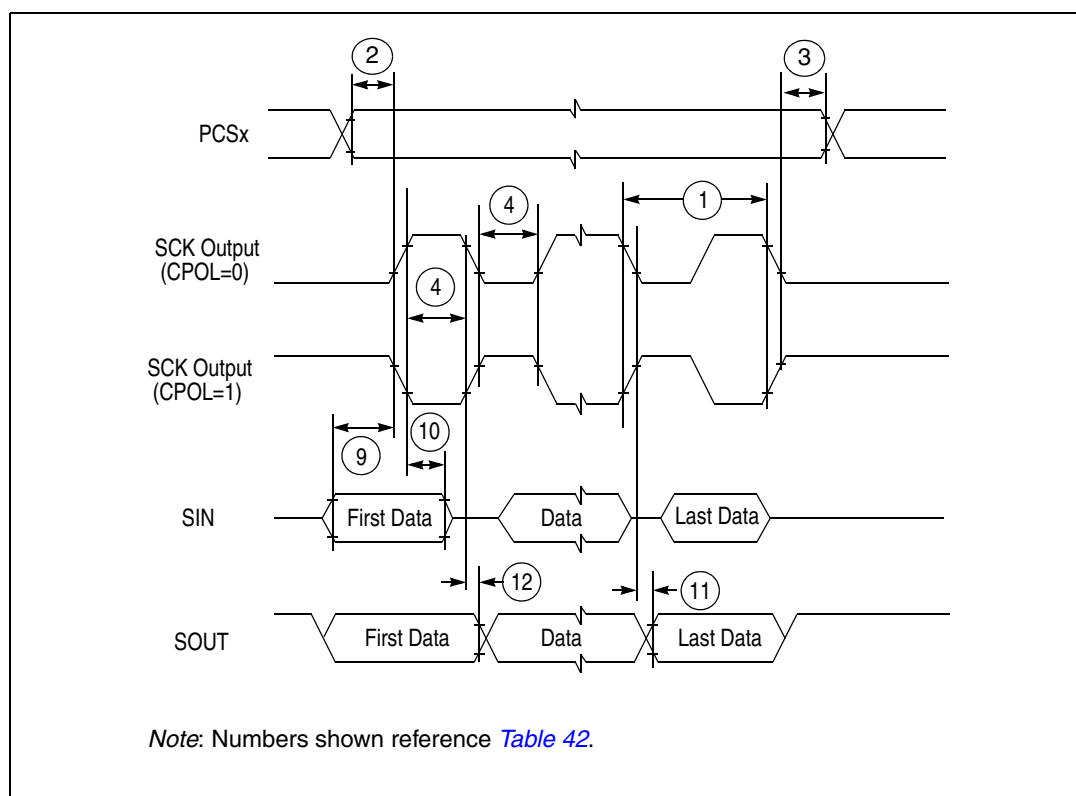 2
3
PCSx
4
1
SCK Output
(CPOL=0)
4
SCK Output
(CPOL=1)
9
10
SIN
First Data
Data
Last Data
12
11
SOUT
First Data
Data
Last Data
Note: Numbers shown reference Table 42.